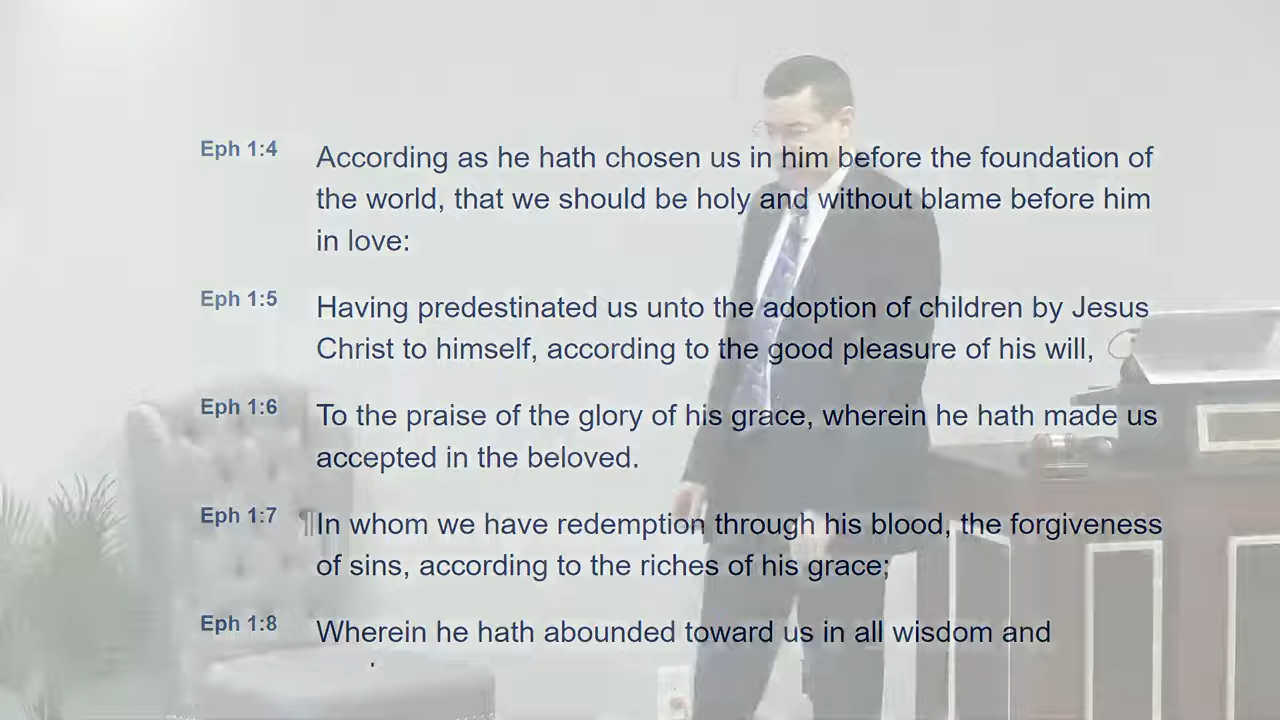 Eph 1:4 According as he hath chosen us in him before the foundation of
the world, that we should be holy and without blame before him
in love:
Eph 1:5 Having predestinated us unto the adoption of children by Jesus
Christ to himself, according to the good pleasure of his will,
Eph 1:6 To the praise of the glory of his grace, wherein he hath made us
accepted in the beloved.
Eph 1:7 ¶In whom we have redemption through his blood, the forgiveness
of sins, according to the riches of his grace;
Eph 1:8 Wherein he hath abounded toward us in all wisdom and